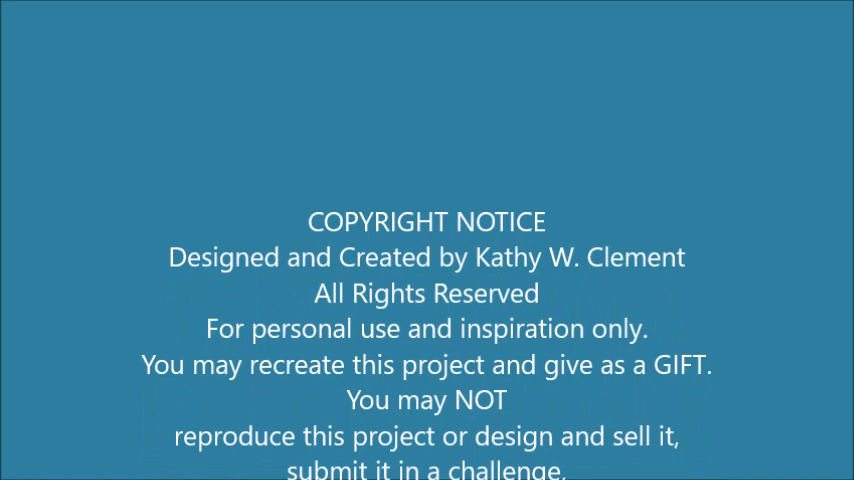 COPYRIGHT NOTICE
Designed and Created by Kathy W. Clement
All Rights Reserved
For personal use and inspiration only.
You may recreate this project and give as a GIFT.
You may NOT
reproduce this project or design and sell it,
submit it in a challenge,